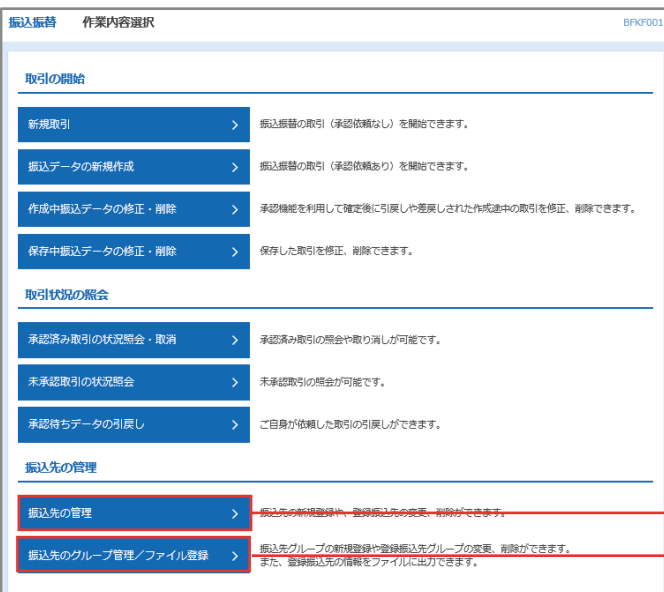 振込振替 作業内容選択 BFKF001
取引の開始
新規取引 振込振替の取引（承認依頼なし）を開始できます。
振込データの新規作成 振込振替の取引（承認依頼あり）を開始できます。
作成中振込データの修正・削除 承認機能を利用して確定後に引戻しや差戻しされた作成途中の取引を修正、削除できます。
保存中振込データの修正・削除 保存した取引を修正、削除できます。
取引状況の照会
承認済み取引の状況照会・取消 承認済み取引の照会や取り消しが可能です。
未承認取引の状況照会 未承認取引の照会が可能です。
承認待ちデータの引戻し ご自身が依頼した取引の引戻しができます。
振込先の管理
振込先の管理 振込先の新規登録や、登録振込先の変更、削除ができます。
振込先のグループ管理／ファイル登録 振込先グループの新規登録や登録振込先グループの変更、削除ができます。
また、登録振込先の情報をファイルに出力できます。